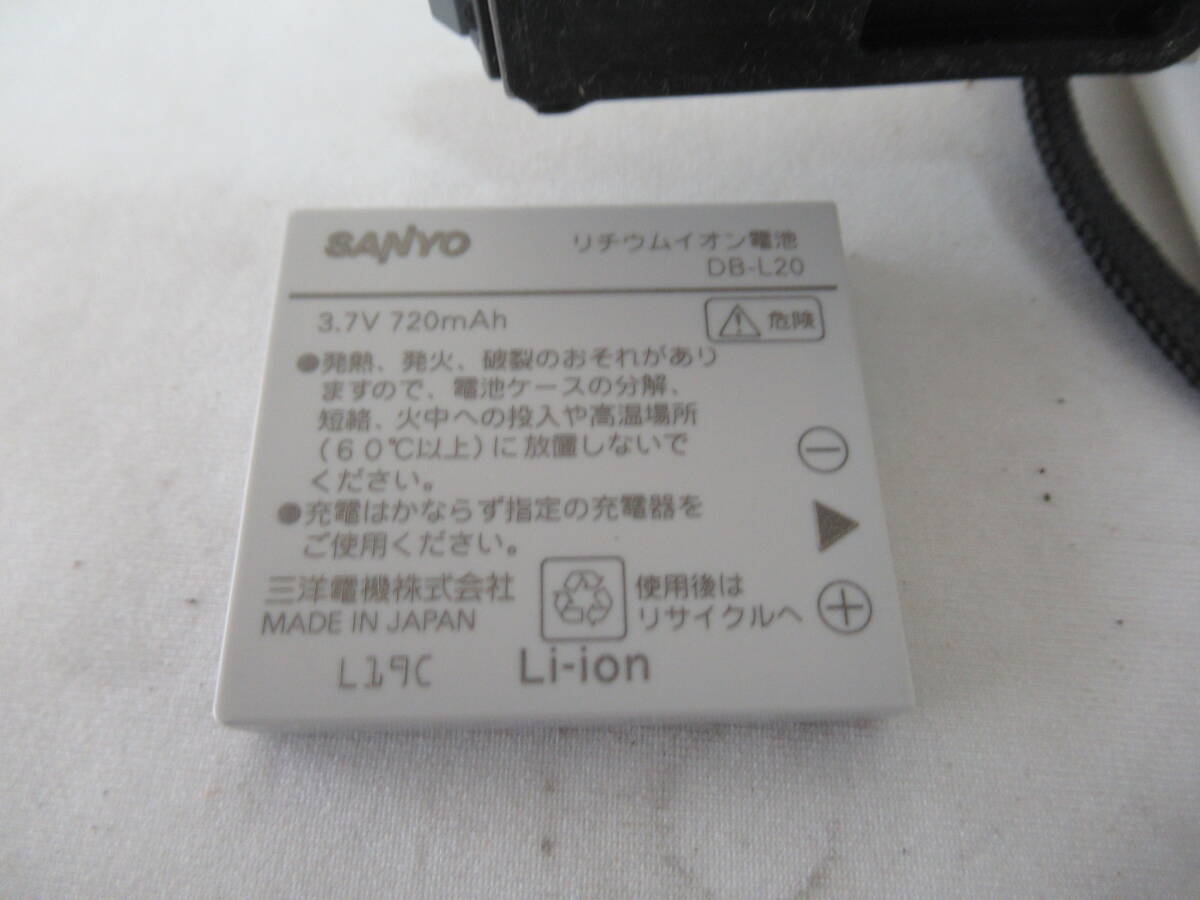 SANYO
リチウムイオン電池
DB-L20
3.7V 720mAh
危険
●発熱、発火、破裂のおそれがあり
ますので、電池ケースの分解、
短絡、火中への投入や高温場所
(60℃以上)に放置しないで
ください。
●充電はかならず指定の充電器を
ご使用ください。
三洋電機株式会社
MADE IN JAPAN
使用後は
リサイクルへ
L19C
Li-ion